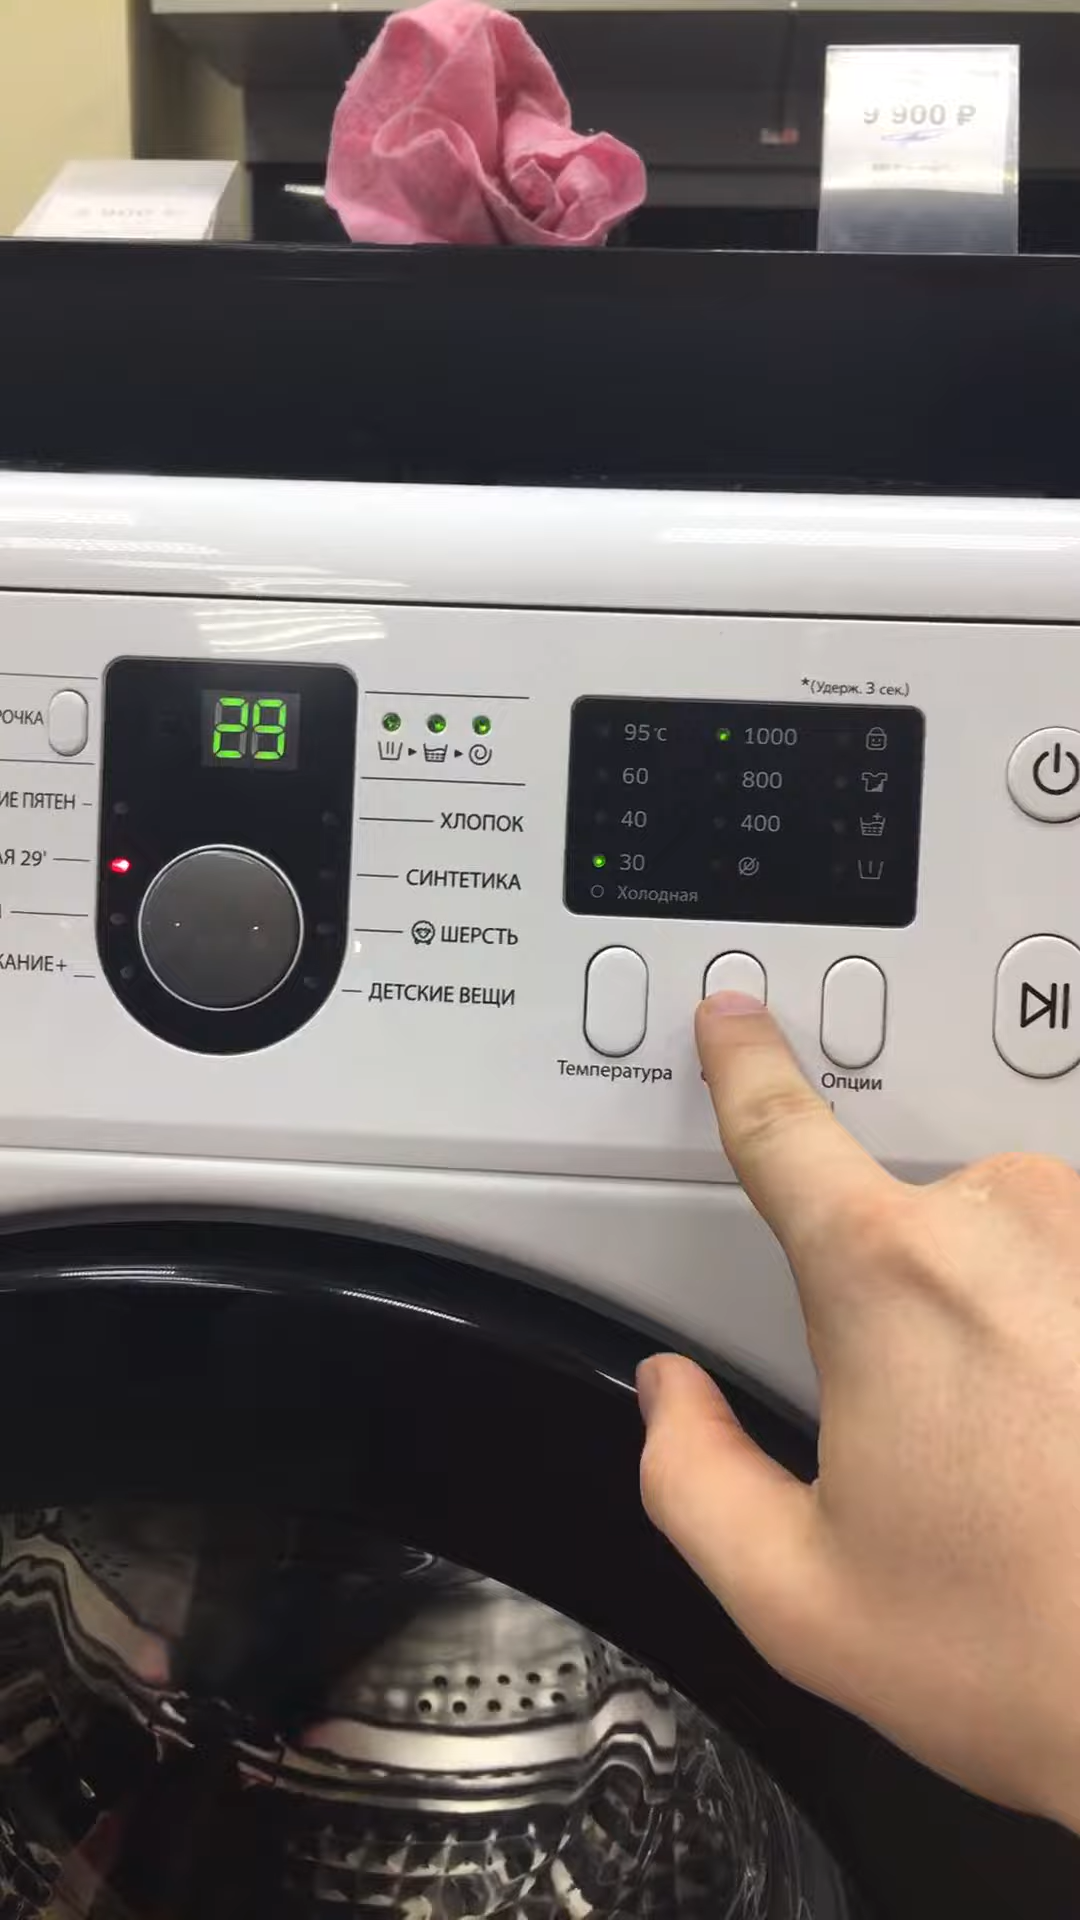 9 900 ₽
*(Удерж. 3 сек.)
ОЧКА
29
95°C
1000
ИЕ ПЯТЕН
60
800
ХЛОПОК
40
400
АЯ 29'
30
СИНТЕТИКА
Холодная
ШЕРСТЬ
КАНИЕ+
ДЕТСКИЕ ВЕЩИ
Температура
Опции